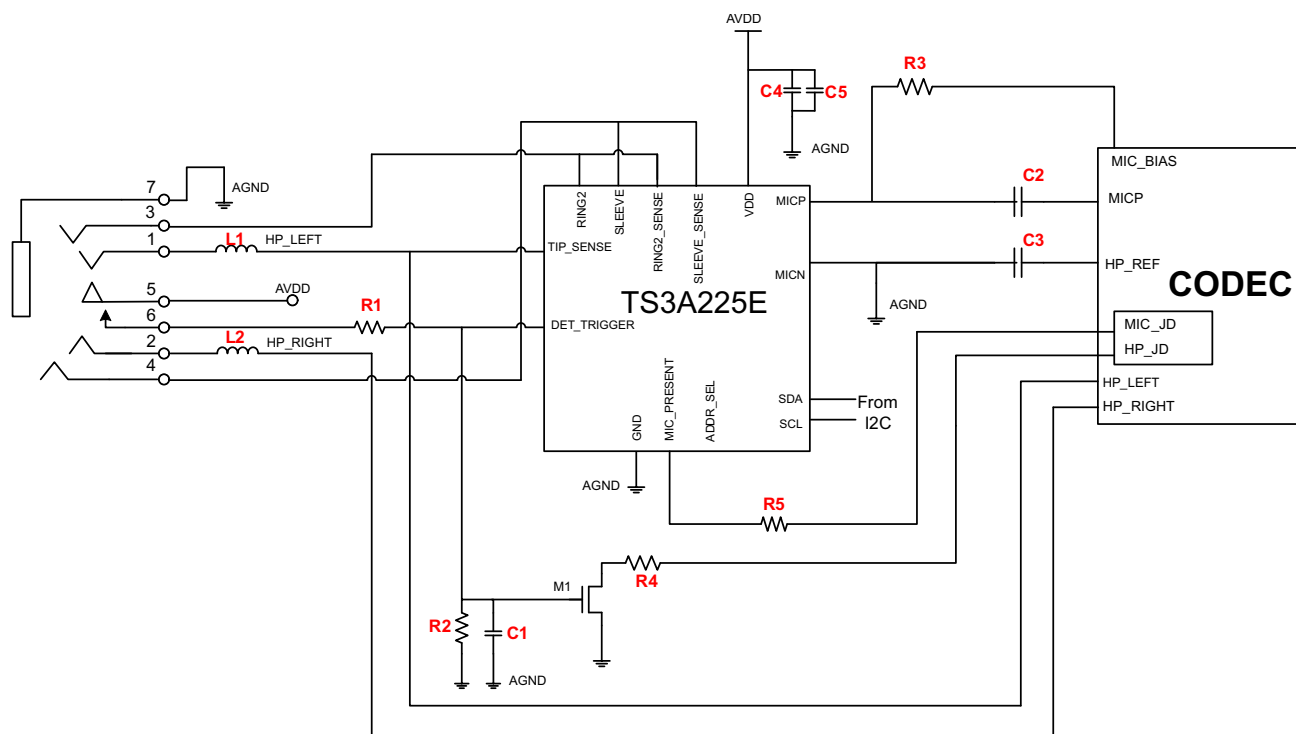 AVDD
R3
C4
C5
AGND
MIC_BIAS
7
AGND
3
1
L1
HP_LEFT
5
AVDD
6
R1
2
L2
HP_RIGHT
4
RING2
SLEEVE
RING2_SENSE
SLEEVE_SENSE
VDD
MICP
TIP_SENSE
MICN
TS3A225E
DET_TRIGGER
GND
MIC_PRESENT
ADDR_SEL
SDA
SCL
From
I2C
C2
MICP
C3
HP_REF
AGND
CODEC
MIC_JD
HP_JD
HP_LEFT
HP_RIGHT
AGND
R5
M1
R4
R2
C1
AGND